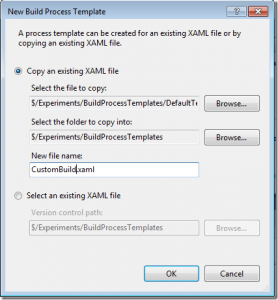 New Build Process Template
A process template can be created for an existing XAML file or by
copying an existing XAML file.
Copy an existing XAML file
Select the file to copy:
$/Experiments/BuildProcessTemplates/DefaultTe
Browse...
Select the folder to copy into:
$/Experiments/BuildProcessTemplates
Browse...
New file name:
CustomBuild.xaml
Select an existing XAML file
Version control path:
$/Experiments/BuildProcessTemplates
Browse...
OK
Cancel